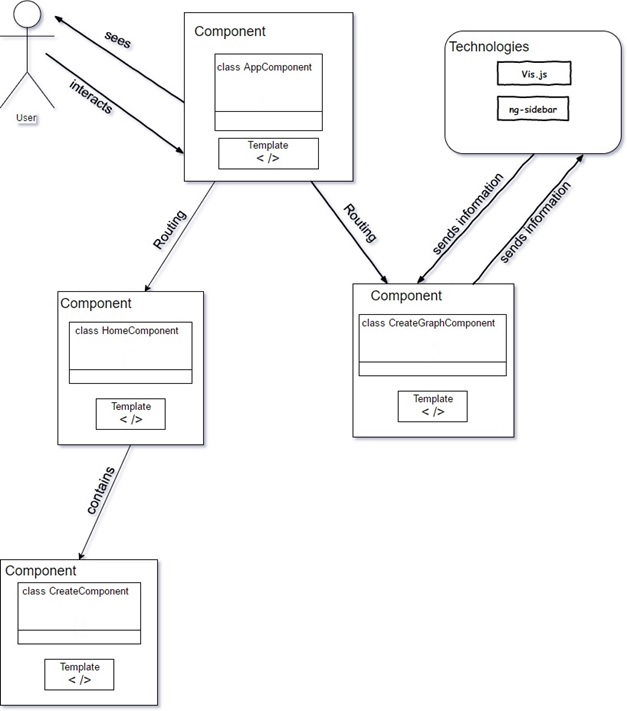 sees
interacts
User
Component
class AppComponent
Template
< />
Technologies
Vis.js
ng-sidebar
Routing
Routing
sends information
sends information
Component
class HomeComponent
Template
< />
Component
class CreateGraphComponent
Template
< />
contains
Component
class CreateComponent
Template
< />